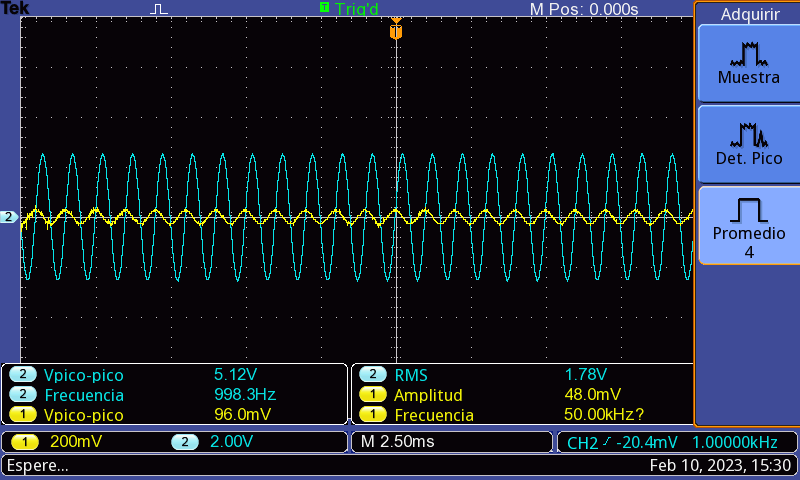 Tek T Trig'd M Pos: 0.000s
T
Adquirir
Muestra
Det. Pico
Promedio
4
2
2 Vpico-pico 5.12V
2 Frecuencia 998.3Hz
1 Vpico-pico 96.0mV
2 RMS 1.78V
1 Amplitud 48.0mV
1 Frecuencia 50.00kHz?
1 200mV 2 2.00V M 2.50ms CH2 -20.4mV 1.00000kHz
Espere... Feb 10, 2023, 15:30